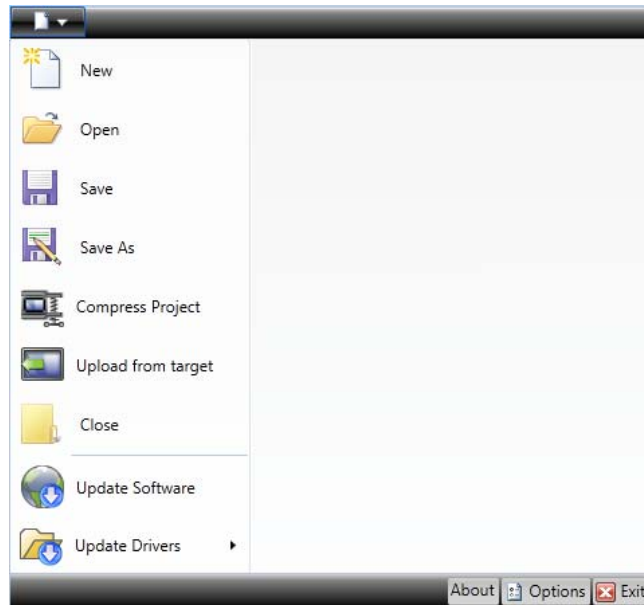 New
Open
Save
Save As
Compress Project
Upload from target
Close
Update Software
Update Drivers
About Options Exit